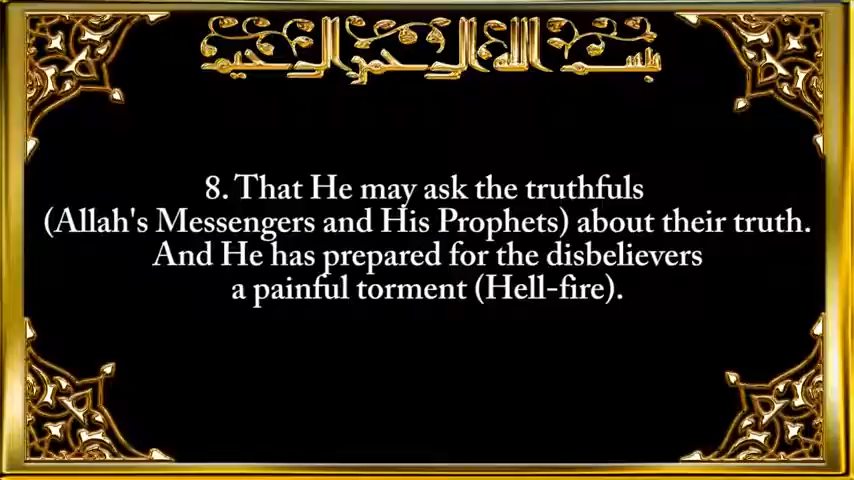 بسم الله الرحمن الرحيم
8. That He may ask the truthfuls
(Allah's Messengers and His Prophets) about their truth.
And He has prepared for the disbelievers
a painful torment (Hell-fire).